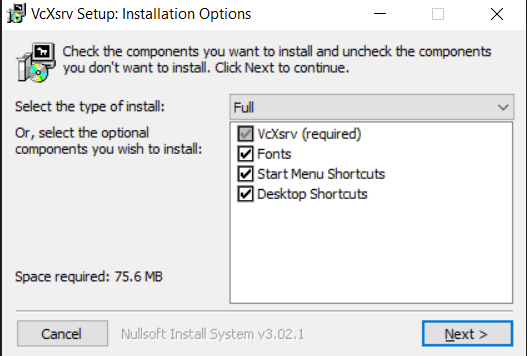 VcXsrv Setup: Installation Options
Check the components you want to install and uncheck the components
you don't want to install. Click Next to continue.
Select the type of install:
Full
Or, select the optional
components you wish to install:
VcXsrv (required)
Fonts
Start Menu Shortcuts
Desktop Shortcuts
Space required: 75.6 MB
Cancel
Nullsoft Install System v3.02.1
Next >